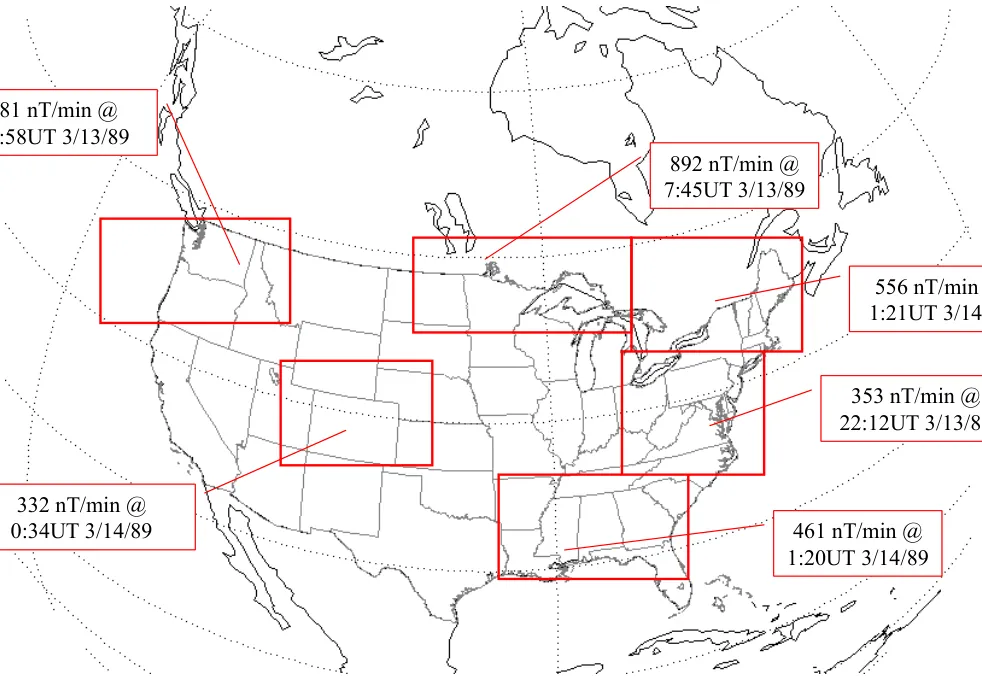 81 nT/min @
:58UT 3/13/89
892 nT/min @
7:45UT 3/13/89
556 nT/min
1:21UT 3/14
353 nT/min @
22:12UT 3/13/8
332 nT/min @
0:34UT 3/14/89
461 nT/min @
1:20UT 3/14/89